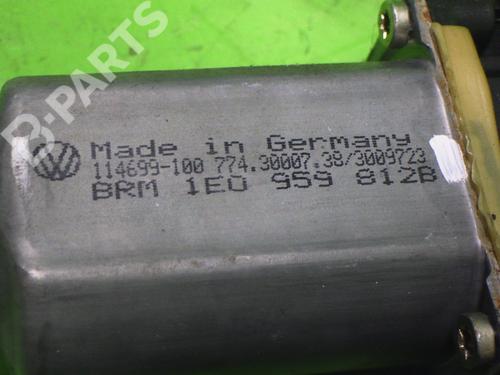 B-PARTS
Made in Germany
114699-100 774.30007.38/3009723
BRM 1E0 959 812B